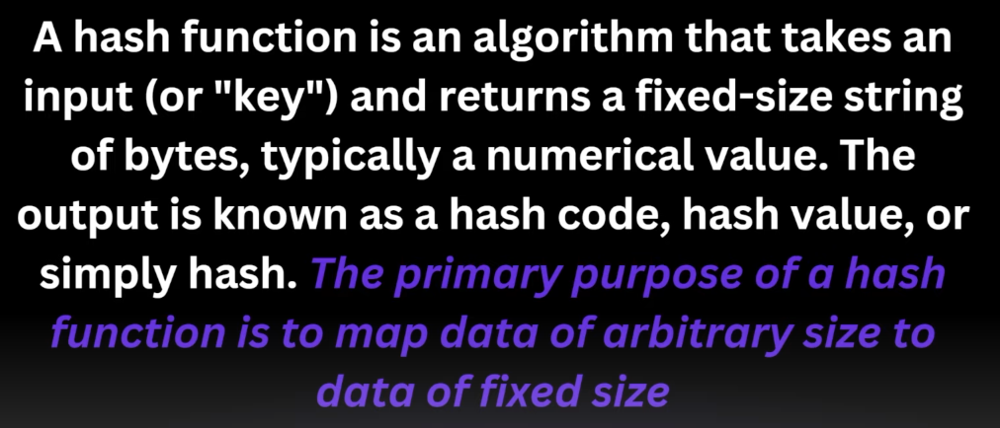 A hash function is an algorithm that takes an
input (or "key") and returns a fixed-size string
of bytes, typically a numerical value. The
output is known as a hash code, hash value, or
simply hash. The primary purpose of a hash
function is to map data of arbitrary size to
data of fixed size